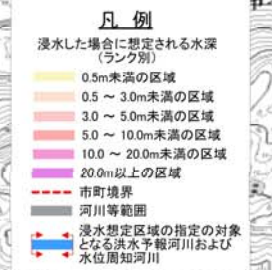 凡 例
浸水した場合に想定される水深
(ランク別)
0.5m未満の区域
0.5 ～ 3.0m未満の区域
3.0 ～ 5.0m未満の区域
5.0 ～ 10.0m未満の区域
10.0 ～ 20.0m未満の区域
20.0m以上の区域
市町境界
河川等範囲
浸水想定区域の指定の対象
となる洪水予報河川および
水位周知河川